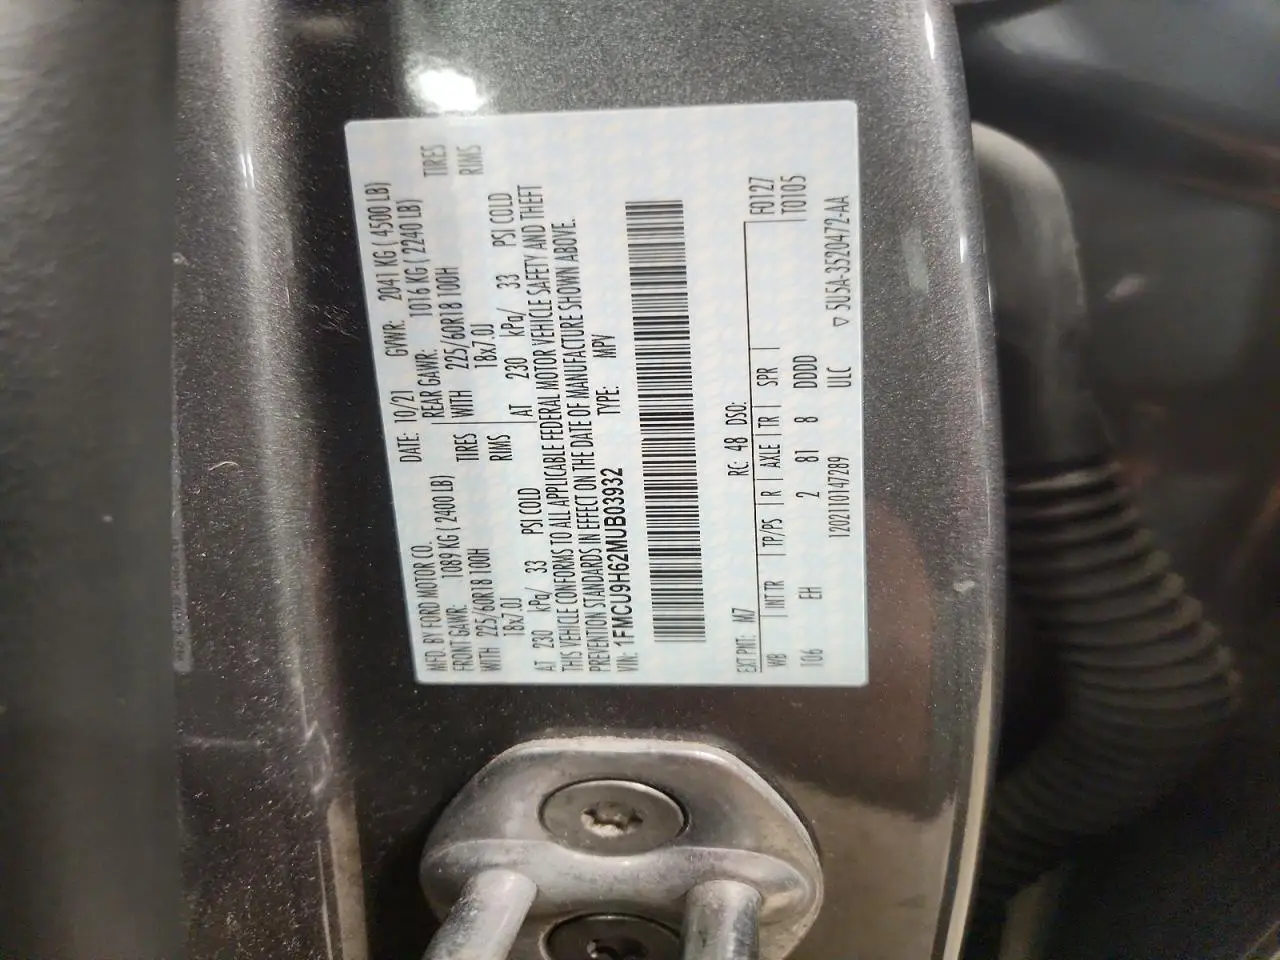 MFD. BY FORD MOTOR CO. DATE: 10/21 GVWR: 2041 KG ( 4500 LB)
FRONT GAWR: 1089 KG ( 2400 LB) REAR GAWR: 1016 KG ( 2240 LB)
WITH 225/60R18 100H TIRES WITH 225/60R18 100H TIRES
18x7.0J RIMS 18x7.0J RIMS
AT 230 kPa/ 33 PSI COLD AT 230 kPa/ 33 PSI COLD
THIS VEHICLE CONFORMS TO ALL APPLICABLE FEDERAL MOTOR VEHICLE SAFETY AND THEFT
PREVENTION STANDARDS IN EFFECT ON THE DATE OF MANUFACTURE SHOWN ABOVE.
VIN: 1FMCU9H62MUB03932 TYPE: MPV
EXT PNT: M7 RC: 48 DSO:
F0127
WB INT TR TP/PS R AXLE TR SPR T0105
106 EH 2 81 8 DDDD
1202110147289 ULC ▽ 5U5A-3520472-AA